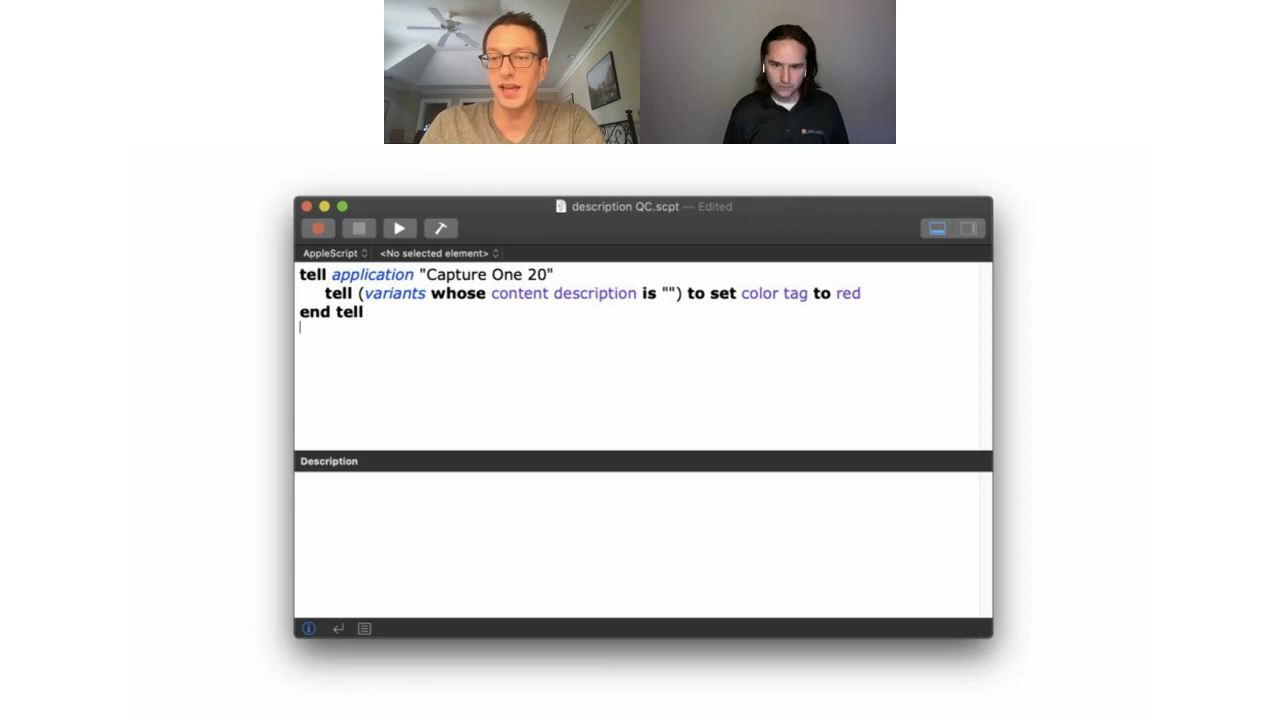 description QC.scpt — Edited
AppleScript <No selected element>
tell application "Capture One 20"
tell (variants whose content description is "") to set color tag to red
end tell
Description